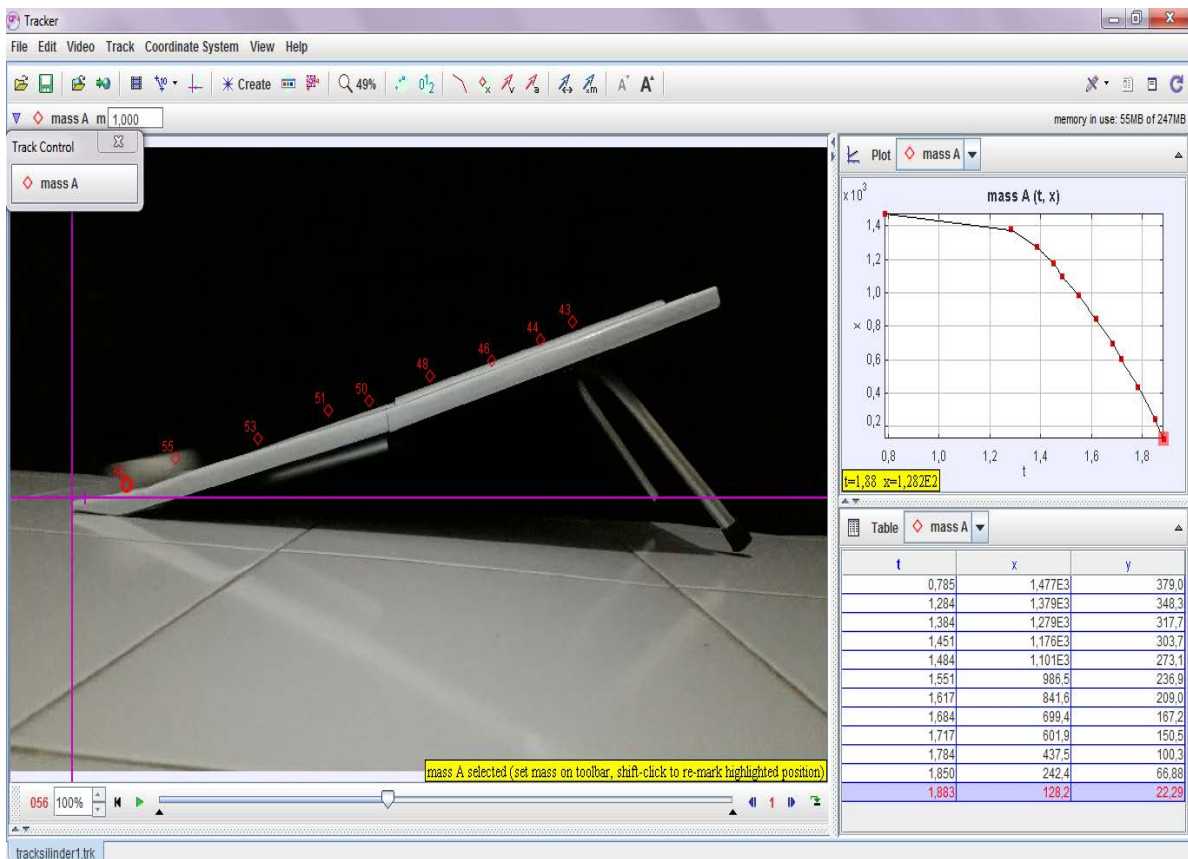 Tracker
File Edit Video Track Coordinate System View Help
Create 49%
mass A m 1,000
memory in use: 55MB of 247MB
Track Control
mass A
43
44
46
48
50
51
53
55
Plot mass A
x 10³
mass A (t, x)
1,4
1,2
1,0
x 0,8
0,6
0,4
0,2
0,8 1,0 1,2 1,4 1,6 1,8
t
t=1,88 x=1,282E2
Table mass A
t x y
0,785 1,477E3 379,0
1,284 1,379E3 348,3
1,384 1,279E3 317,7
1,451 1,176E3 303,7
1,484 1,101E3 273,1
1,551 986,5 236,9
1,617 841,6 209,0
1,684 699,4 167,2
1,717 601,9 150,5
1,784 437,5 100,3
1,850 242,4 66,88
1,883 128,2 22,29
mass A selected (set mass on toolbar, shift-click to re-mark highlighted position)
056 100% 1
tracksilinder1.trk